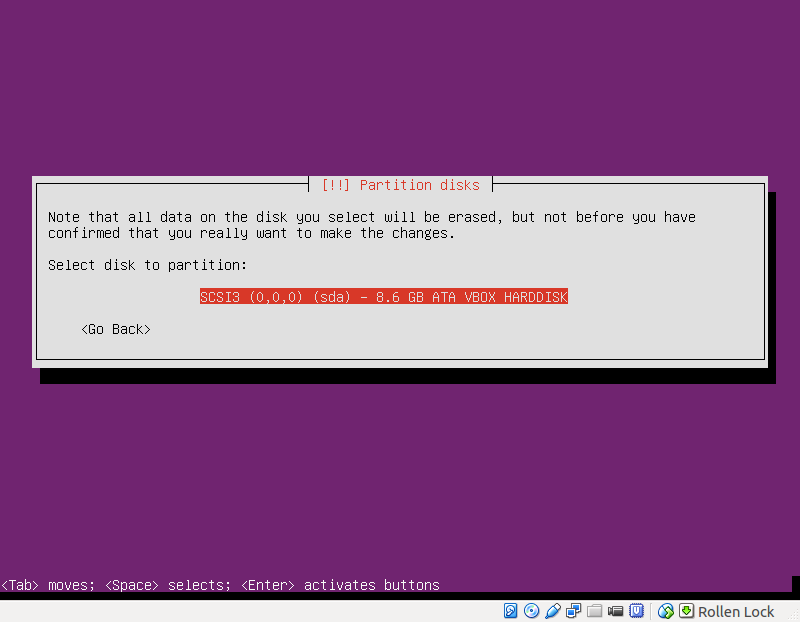 [!!] Partition disks
Note that all data on the disk you select will be erased, but not before you have
confirmed that you really want to make the changes.
Select disk to partition:
SCSI3 (0,0,0) (sda) - 8.6 GB ATA VBOX HARDDISK
<Go Back>
<Tab> moves; <Space> selects; <Enter> activates buttons
Rollen Lock